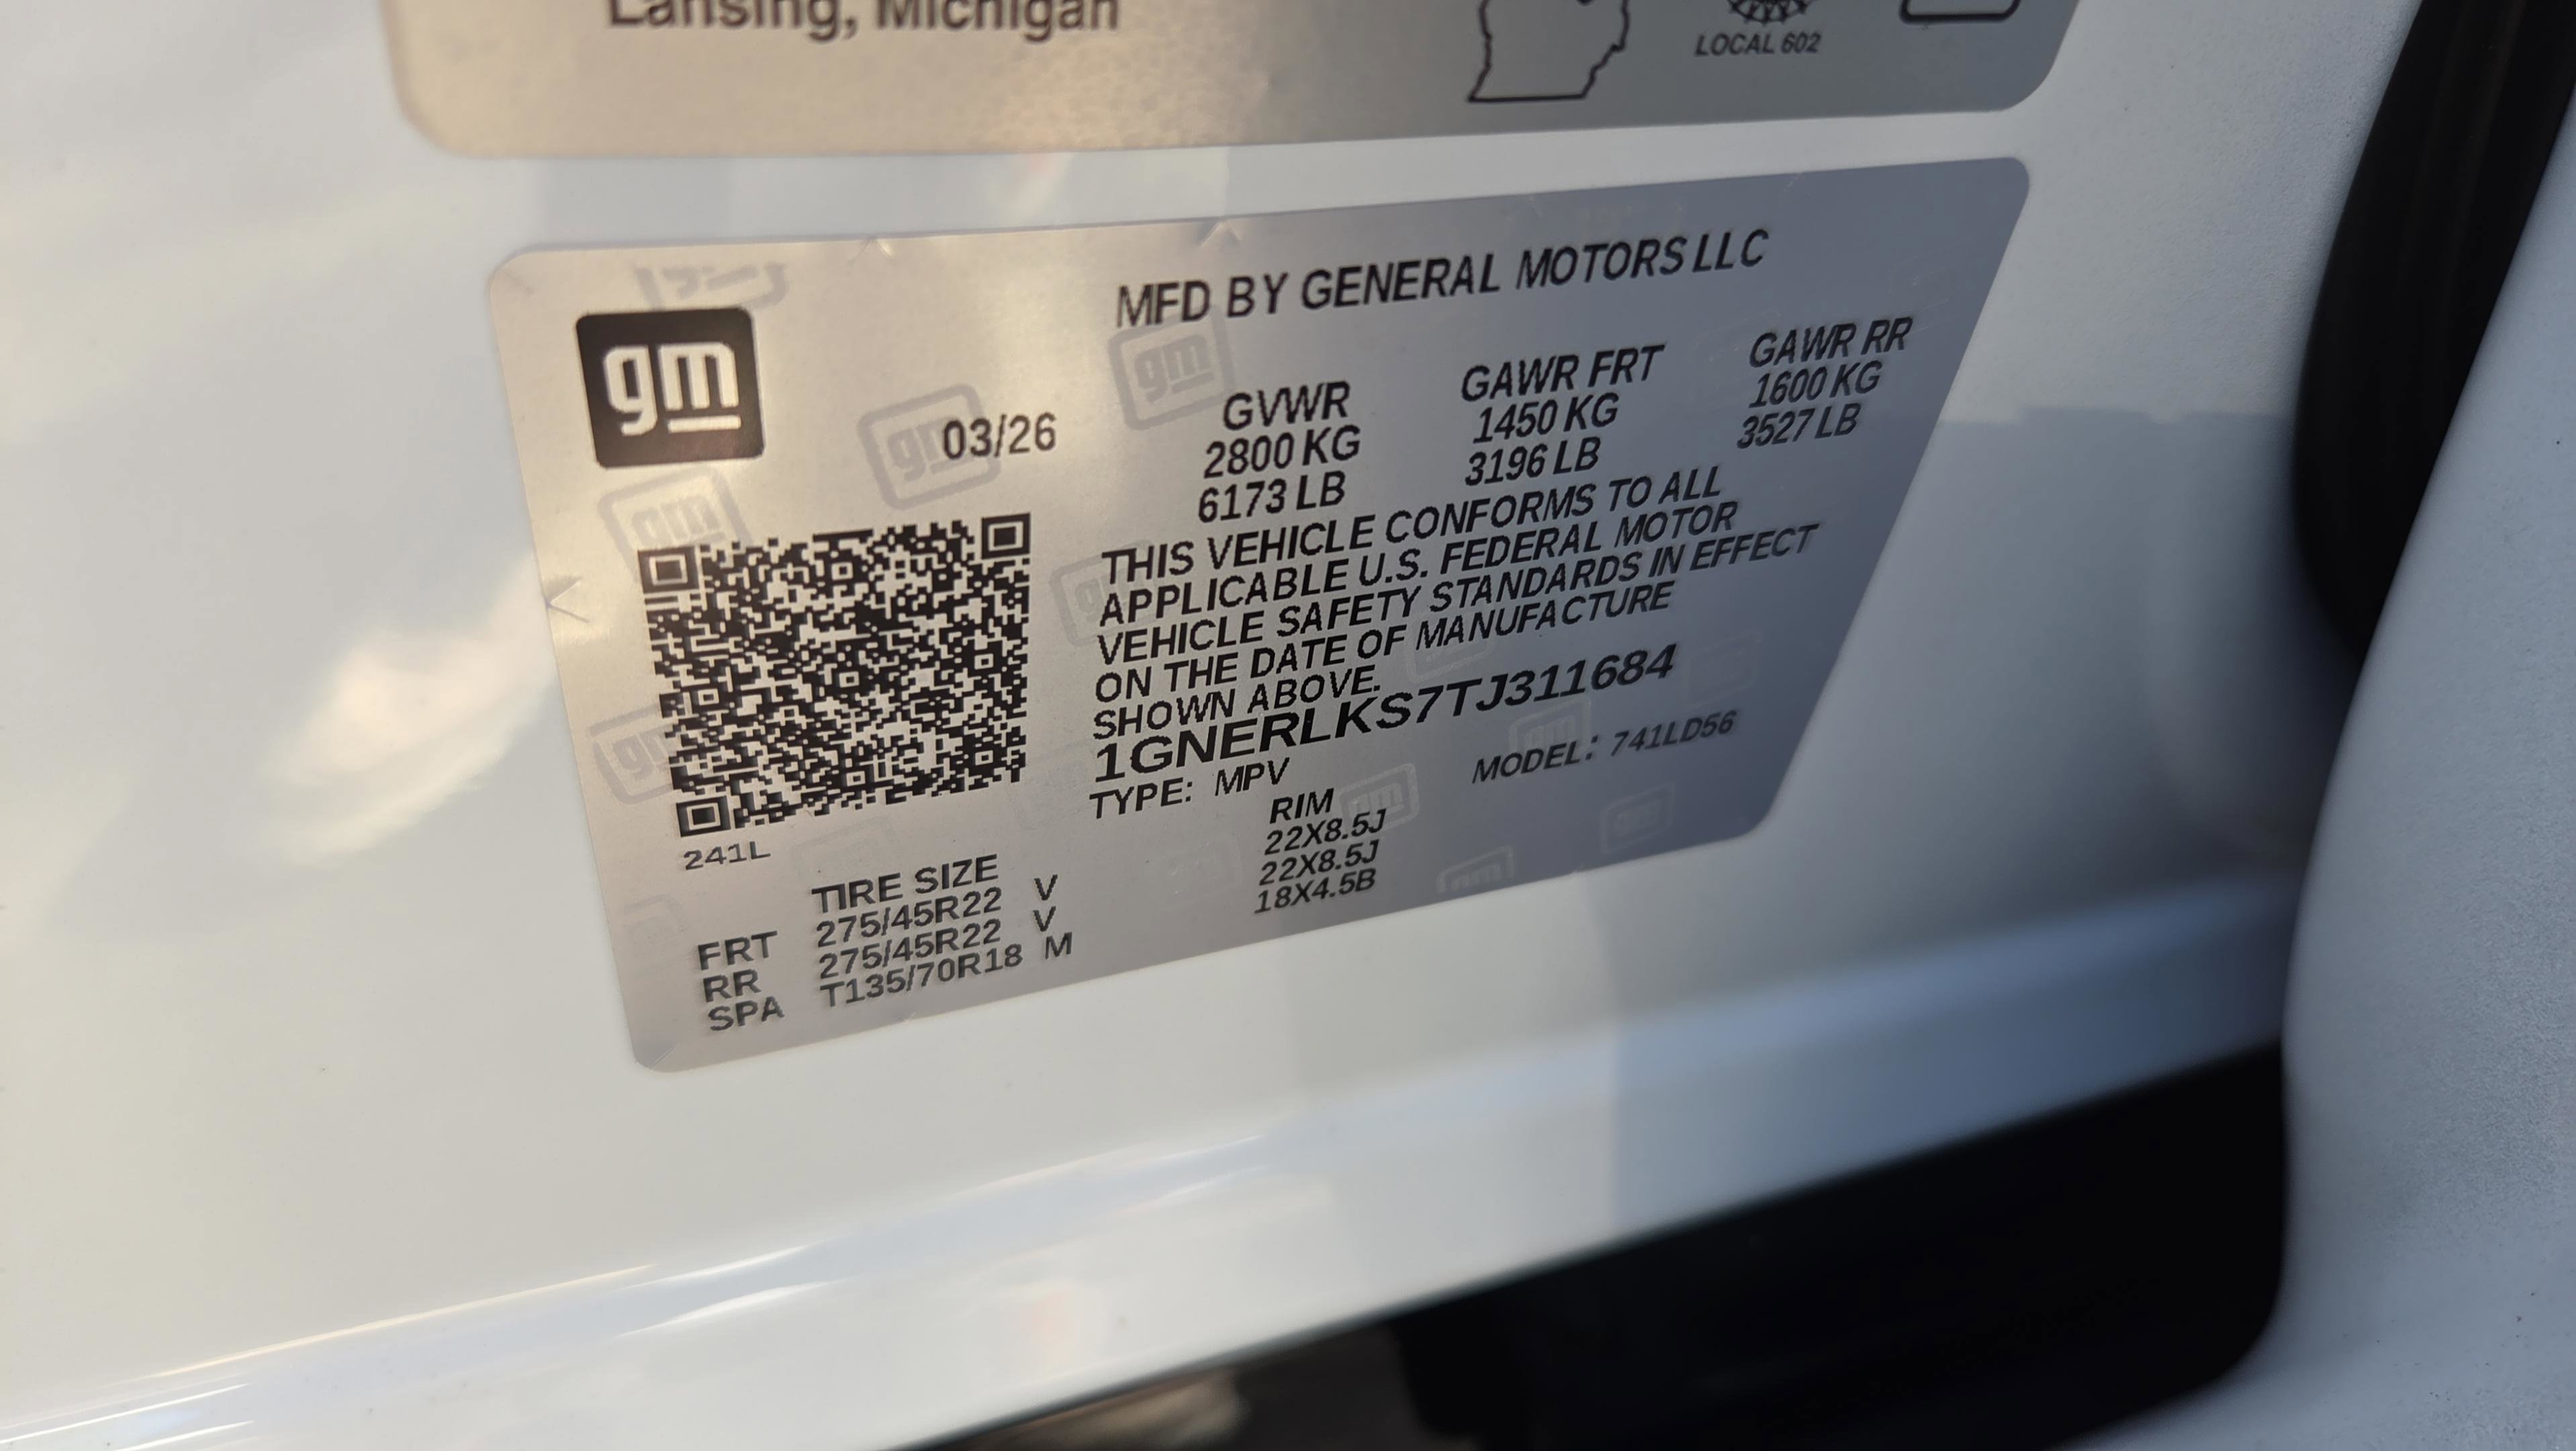 Lansing, Michigan
LOCAL 602
MFD BY GENERAL MOTORS LLC
gm
03/26
GVWR GAWR FRT GAWR RR
2800 KG 1450 KG 1600 KG
6173 LB 3196 LB 3527 LB
THIS VEHICLE CONFORMS TO ALL
APPLICABLE U.S. FEDERAL MOTOR
VEHICLE SAFETY STANDARDS IN EFFECT
ON THE DATE OF MANUFACTURE
SHOWN ABOVE.
1GNERLKS7TJ311684
TYPE: MPV MODEL: 741LD56
241L
TIRE SIZE RIM
FRT 275/45R22 V 22X8.5J
RR 275/45R22 V 22X8.5J
SPA T135/70R18 M 18X4.5B